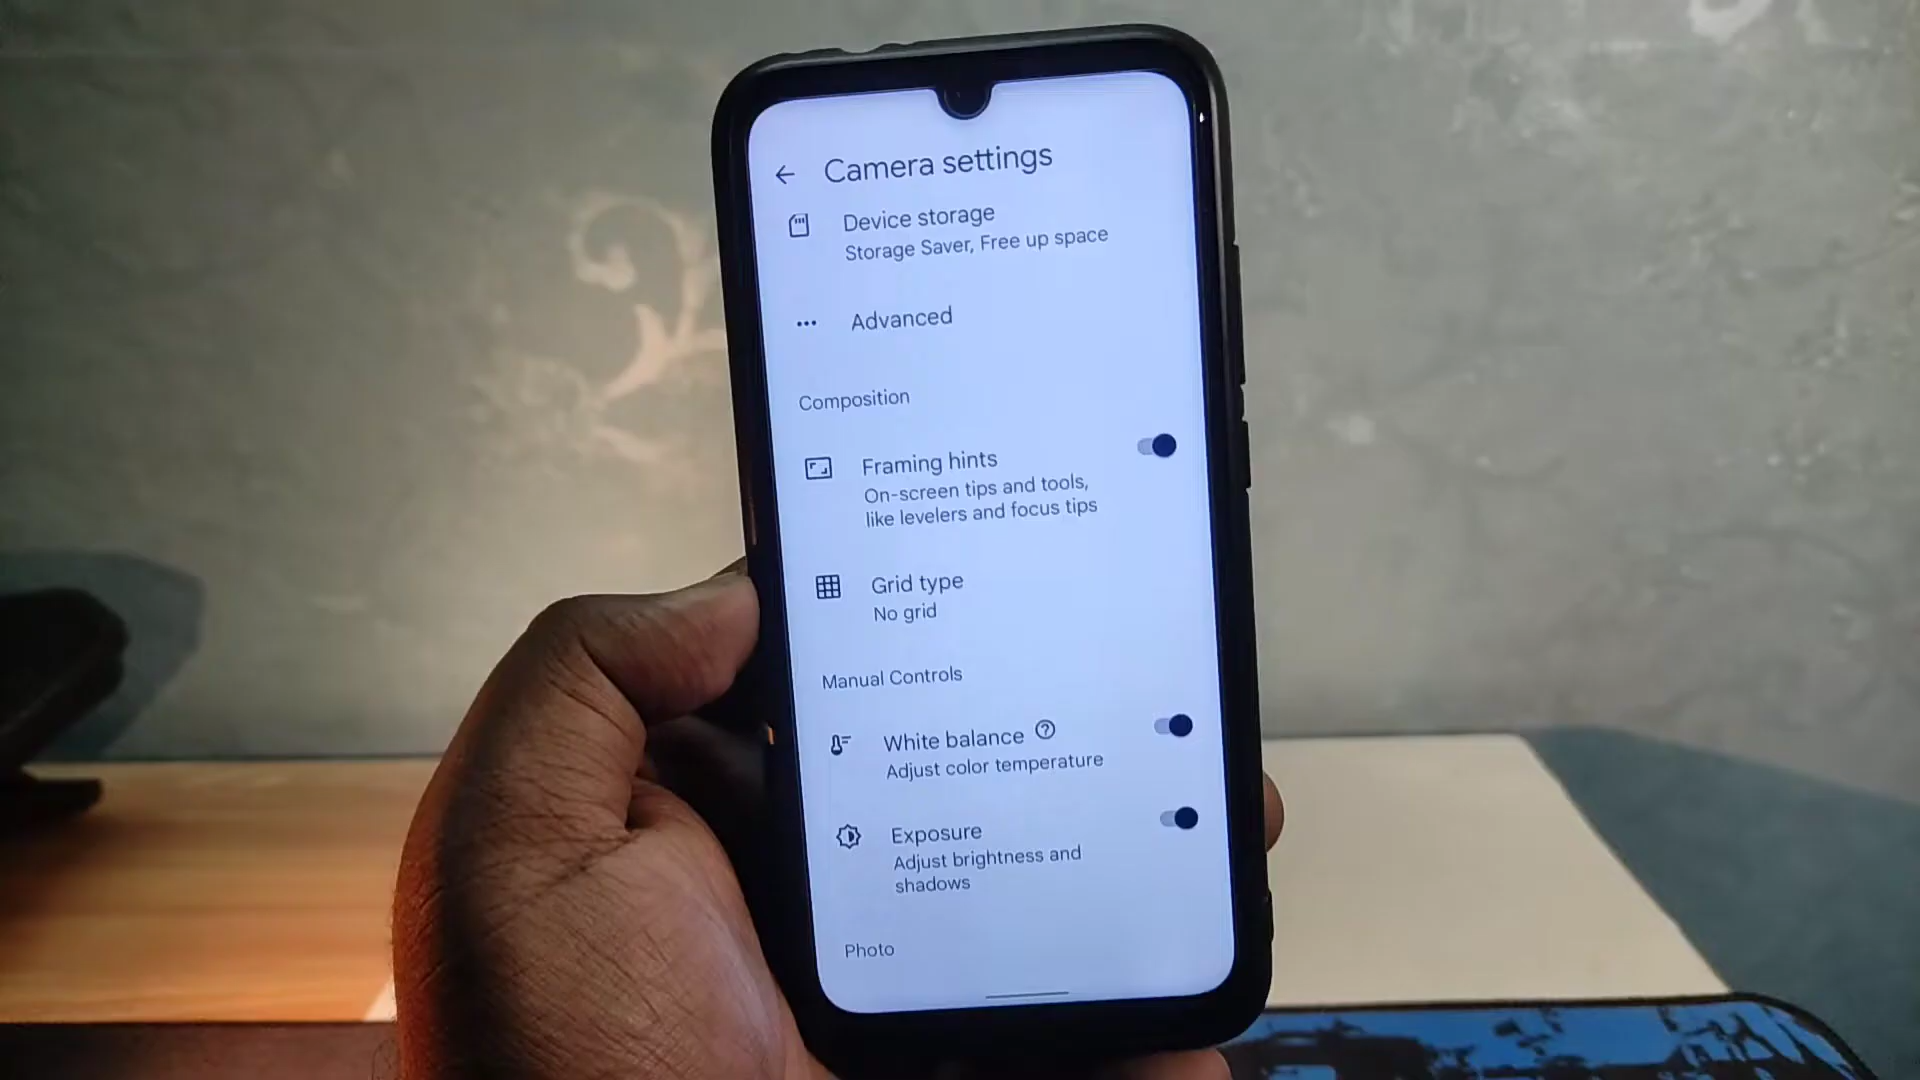 Camera settings
Device storage
Storage Saver, Free up space
Advanced
Composition
Framing hints
On-screen tips and tools,
like levelers and focus tips
Grid type
No grid
Manual Controls
White balance
Adjust color temperature
Exposure
Adjust brightness and
shadows
Photo